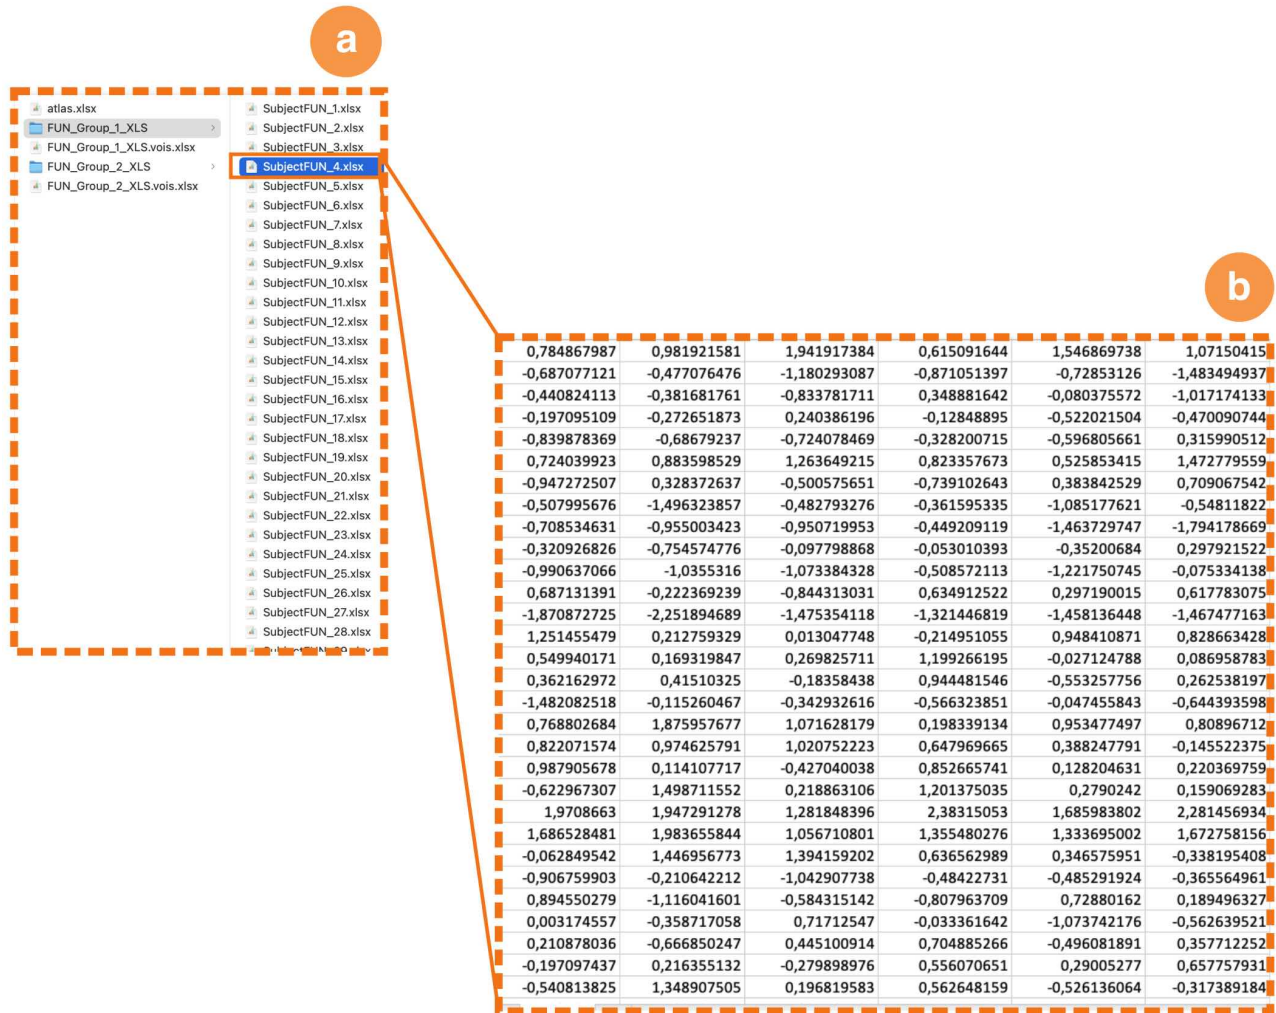 a
atlas.xlsx
FUN_Group_1_XLS
FUN_Group_1_XLS.vois.xlsx
FUN_Group_2_XLS
FUN_Group_2_XLS.vois.xlsx
SubjectFUN_1.xlsx
SubjectFUN_2.xlsx
SubjectFUN_3.xlsx
SubjectFUN_4.xlsx
SubjectFUN_5.xlsx
SubjectFUN_6.xlsx
SubjectFUN_7.xlsx
SubjectFUN_8.xlsx
SubjectFUN_9.xlsx
SubjectFUN_10.xlsx
SubjectFUN_11.xlsx
SubjectFUN_12.xlsx
SubjectFUN_13.xlsx
SubjectFUN_14.xlsx
SubjectFUN_15.xlsx
SubjectFUN_16.xlsx
SubjectFUN_17.xlsx
SubjectFUN_18.xlsx
SubjectFUN_19.xlsx
SubjectFUN_20.xlsx
SubjectFUN_21.xlsx
SubjectFUN_22.xlsx
SubjectFUN_23.xlsx
SubjectFUN_24.xlsx
SubjectFUN_25.xlsx
SubjectFUN_26.xlsx
SubjectFUN_27.xlsx
SubjectFUN_28.xlsx
b
0,784867987 0,981921581 1,941917384 0,615091644 1,546869738 1,07150415
-0,687077121 -0,477076476 -1,180293087 -0,871051397 -0,72853126 -1,483494937
-0,440824113 -0,381681761 -0,833781711 0,348881642 -0,080375572 -1,017174133
-0,197095109 -0,272651873 0,240386196 -0,12848895 -0,522021504 -0,470090744
-0,839878369 -0,68679237 -0,724078469 -0,328200715 -0,596805661 0,315990512
0,724039923 0,883598529 1,263649215 0,823357673 0,525853415 1,472779559
-0,947272507 0,328372637 -0,500575651 -0,739102643 0,383842529 0,709067542
-0,507995676 -1,496323857 -0,482793276 -0,361595335 -1,085177621 -0,54811822
-0,708534631 -0,955003423 -0,950719953 -0,449209119 -1,463729747 -1,794178669
-0,320926826 -0,754574776 -0,097798868 -0,053010393 -0,35200684 0,297921522
-0,990637066 -1,0355316 -1,073384328 -0,508572113 -1,221750745 -0,075334138
0,687131391 -0,222369239 -0,844313031 0,634912522 0,297190015 0,617783075
-1,870872725 -2,251894689 -1,475354118 -1,321446819 -1,458136448 -1,467477163
1,251455479 0,212759329 0,013047748 -0,214951055 0,948410871 0,828663428
0,549940171 0,169319847 0,269825711 1,199266195 -0,027124788 0,086958783
0,362162972 0,41510325 -0,18358438 0,944481546 -0,553257756 0,262538197
-1,482082518 -0,115260467 -0,342932616 -0,566323851 -0,047455843 -0,644393598
0,768802684 1,875957677 1,071628179 0,198339134 0,953477497 0,80896712
0,822071574 0,974625791 1,020752223 0,647969665 0,388247791 -0,145522375
0,987905678 0,114107717 -0,427040038 0,852665741 0,128204631 0,220369759
-0,622967307 1,498711552 0,218863106 1,201375035 0,2790242 0,159069283
1,9708663 1,947291278 1,281848396 2,38315053 1,685983802 2,281456934
1,686528481 1,983655844 1,056710801 1,355480276 1,333695002 1,672758156
-0,062849542 1,446956773 1,394159202 0,636562989 0,346575951 -0,338195408
-0,906759903 -0,210642212 -1,042907738 -0,48422731 -0,485291924 -0,365564961
0,894550279 -1,116041601 -0,584315142 -0,807963709 0,72880162 0,189496327
0,003174557 -0,358717058 0,71712547 -0,033361642 -1,073742176 -0,562639521
0,210878036 -0,666850247 0,445100914 0,704885266 -0,496081891 0,357712252
-0,197097437 0,216355132 -0,279898976 0,556070651 0,29005277 0,657757931
-0,540813825 1,348907505 0,196819583 0,562648159 -0,526136064 -0,317389184